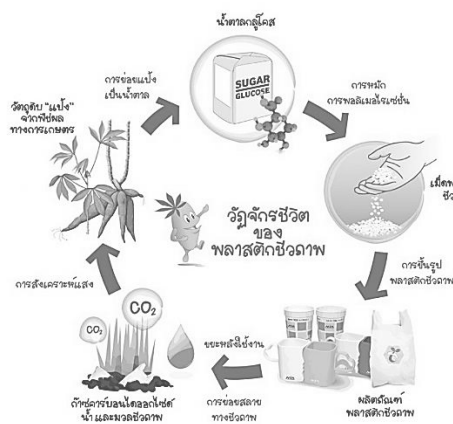 น้ำตาลกลูโคส
SUGAR
GLUCOSE
การย่อยแป้ง
เป็นน้ำตาล
การหมัก
การพอลิเมอไรเซชั่น
วัตถุดิบ "แป้ง"
จากพืชผล
ทางการเกษตร
วัฏจักรชีวิต
ของ
พลาสติกชีวภาพ
การขึ้นรูป
พลาสติกชีวภาพ
การสังเคราะห์แสง
CO2
CO2
ขยะหลังใช้งาน
การย่อยสลาย
ทางชีวภาพ
ก๊าซคาร์บอนไดออกไซด์
น้ำ และมวลชีวภาพ
ผลิตภัณฑ์
พลาสติกชีวภาพ